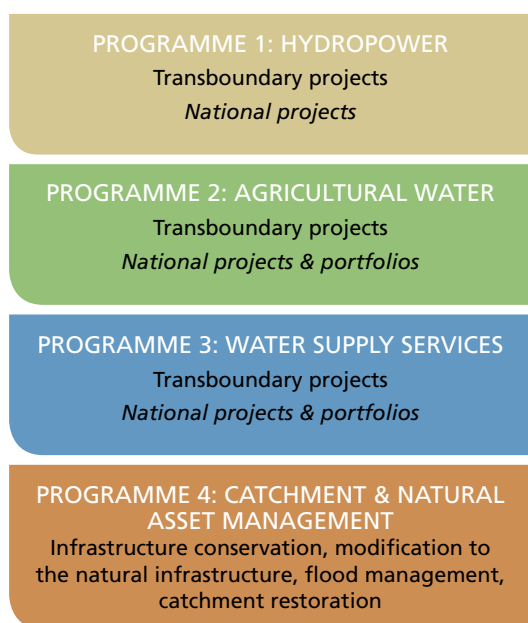 PROGRAMME 1: HYDROPOWER
Transboundary projects
National projects
PROGRAMME 2: AGRICULTURAL WATER
Transboundary projects
National projects & portfolios
PROGRAMME 3: WATER SUPPLY SERVICES
Transboundary projects
National projects & portfolios
PROGRAMME 4: CATCHMENT & NATURAL
ASSET MANAGEMENT
Infrastructure conservation, modification to
the natural infrastructure, flood management,
catchment restoration